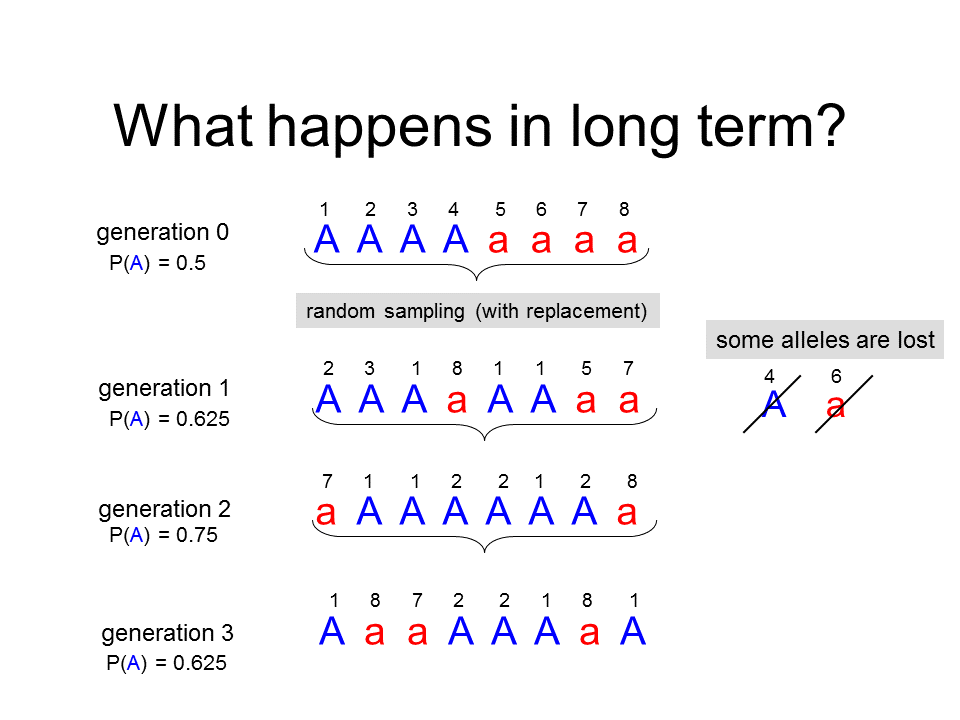 What happens in long term?
1 2 3 4 5 6 7 8
generation 0
A A A A a a a a
P(A) = 0.5
random sampling (with replacement)
some alleles are lost
2 3 1 8 1 1 5 7
4 6
generation 1
A A A a A A a a
A a
P(A) = 0.625
7 1 1 2 2 1 2 8
generation 2
a A A A A A A a
P(A) = 0.75
1 8 7 2 2 1 8 1
generation 3
A a a A A A a A
P(A) = 0.625